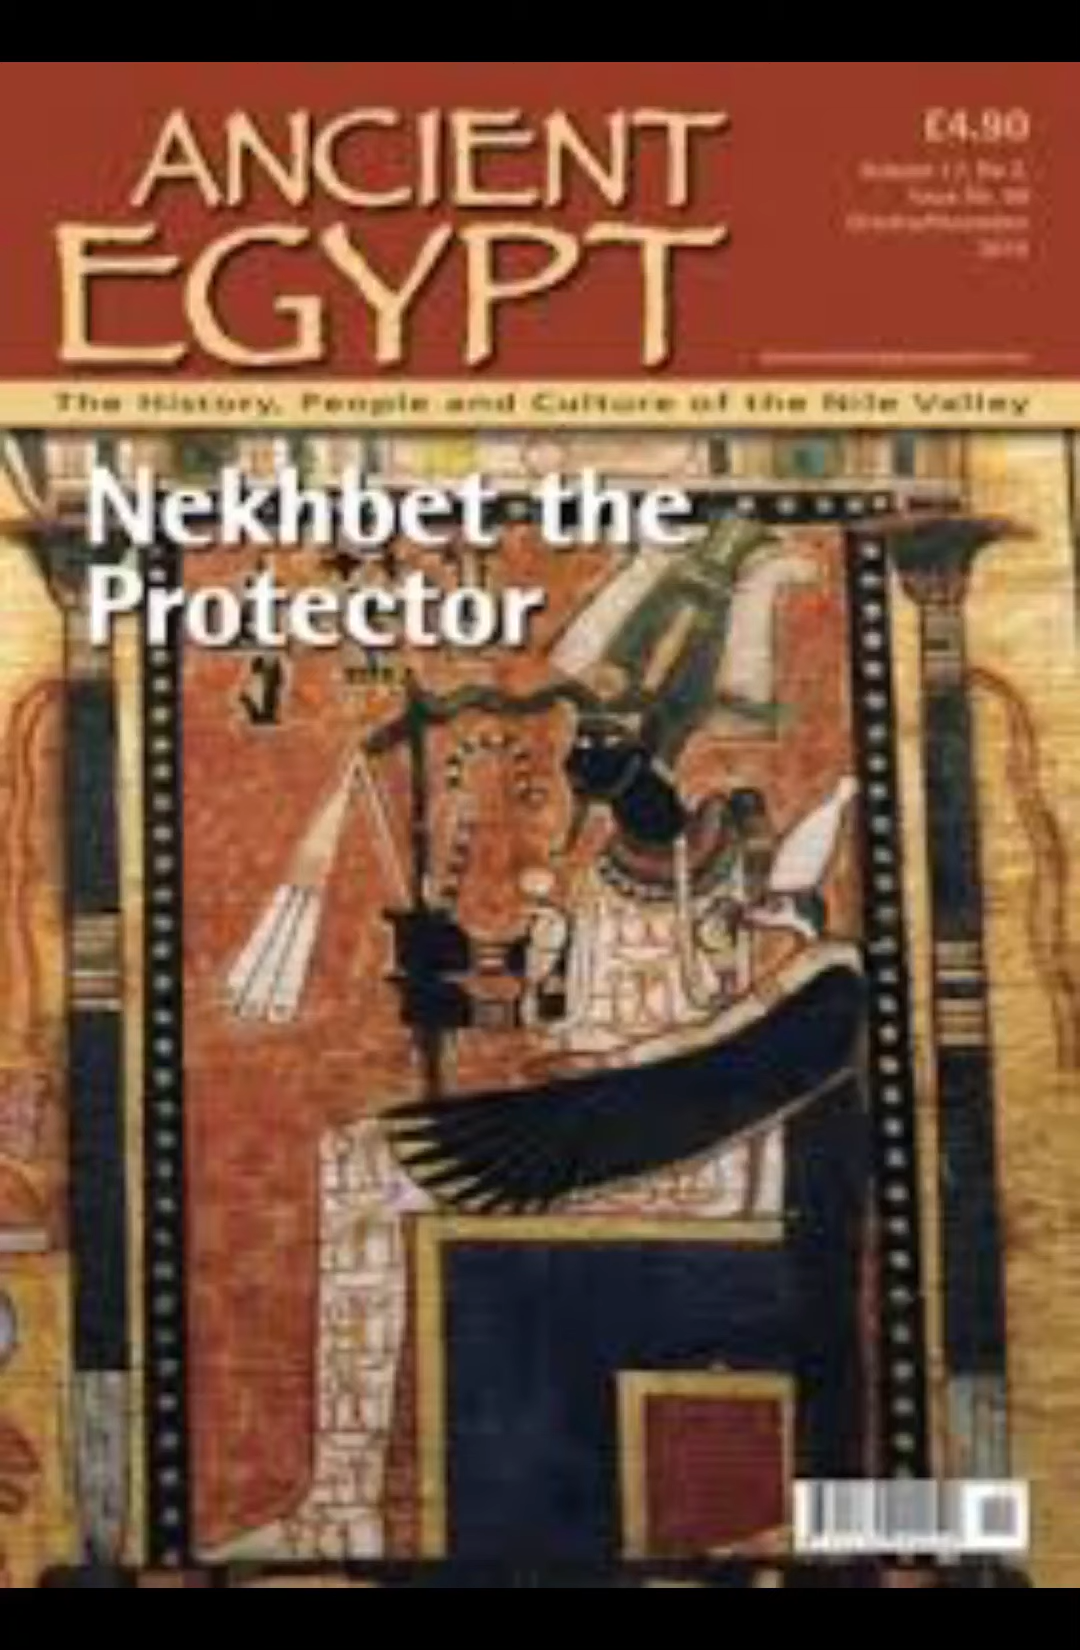 ANCIENT
EGYPT
£4.90
The History, People and Culture of the Nile Valley
Nekhbet the
Protector